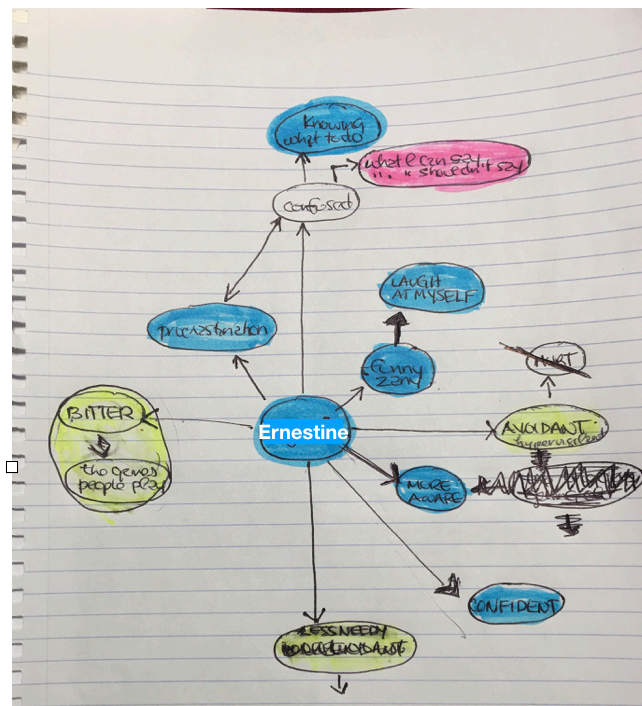 Knowing
what to do
what I can say
" . " shouldn't say
confused
LAUGH
AT MYSELF
procrastination
funny
zany
HURT
BITTER
the games
people play
Ernestine
AVOIDANT
MORE
AWARE
CONFIDENT
LESS NEEDY